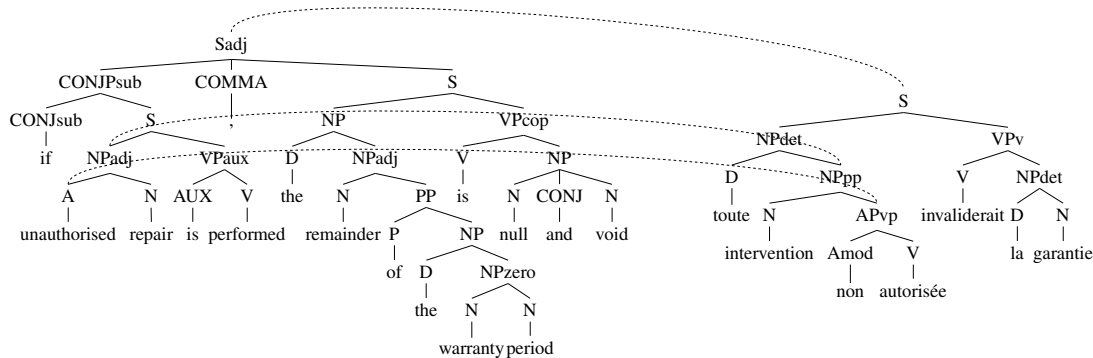 Sadj
CONJPsub COMMA S
S
CONJsub S , NP VPcop
NPdet VPv
if NPadj VPaux D NPadj V NP
D NPpp V NPdet
A N AUX V the N PP is N CONJ N
toute N APvp invaliderait D N
unauthorised repair is performed remainder P NP null and void
intervention Amod V la garantie
of D NPzero
non autorisée
the N N
warranty period